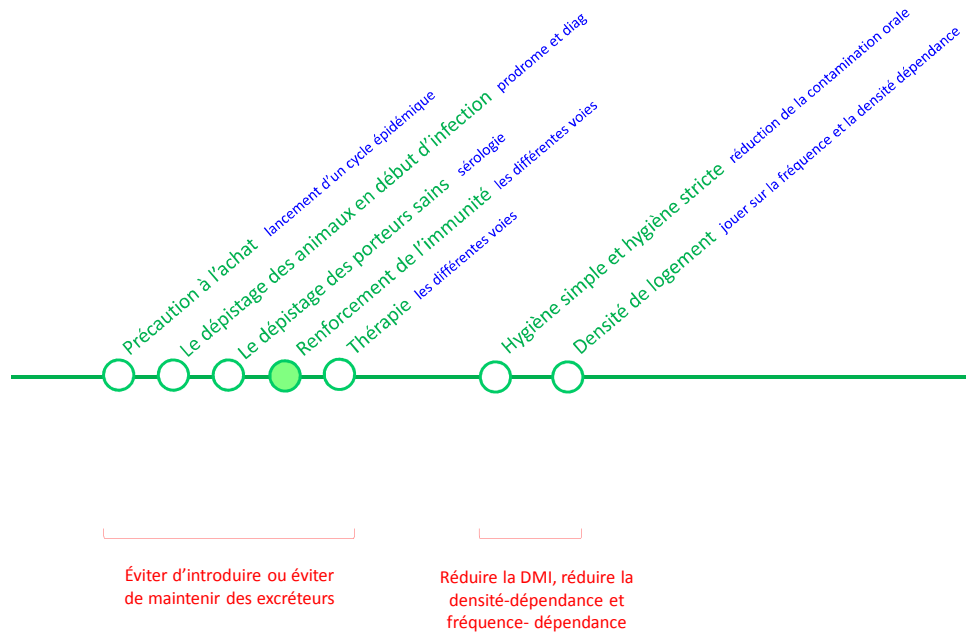 Précaution à l'achat lancement d'un cycle épidémique
Le dépistage des animaux en début d'infection prodrome et diag
Le dépistage des porteurs sains sérologie
Renforcement de l'immunité les différentes voies
Thérapie les différentes voies
Hygiène simple et hygiène stricte réduction de la contamination orale
Densité de logement jouer sur la fréquence et la densité dépendance
Éviter d'introduire ou éviter
de maintenir des excréteurs
Réduire la DMI, réduire la
densité-dépendance et
fréquence- dépendance